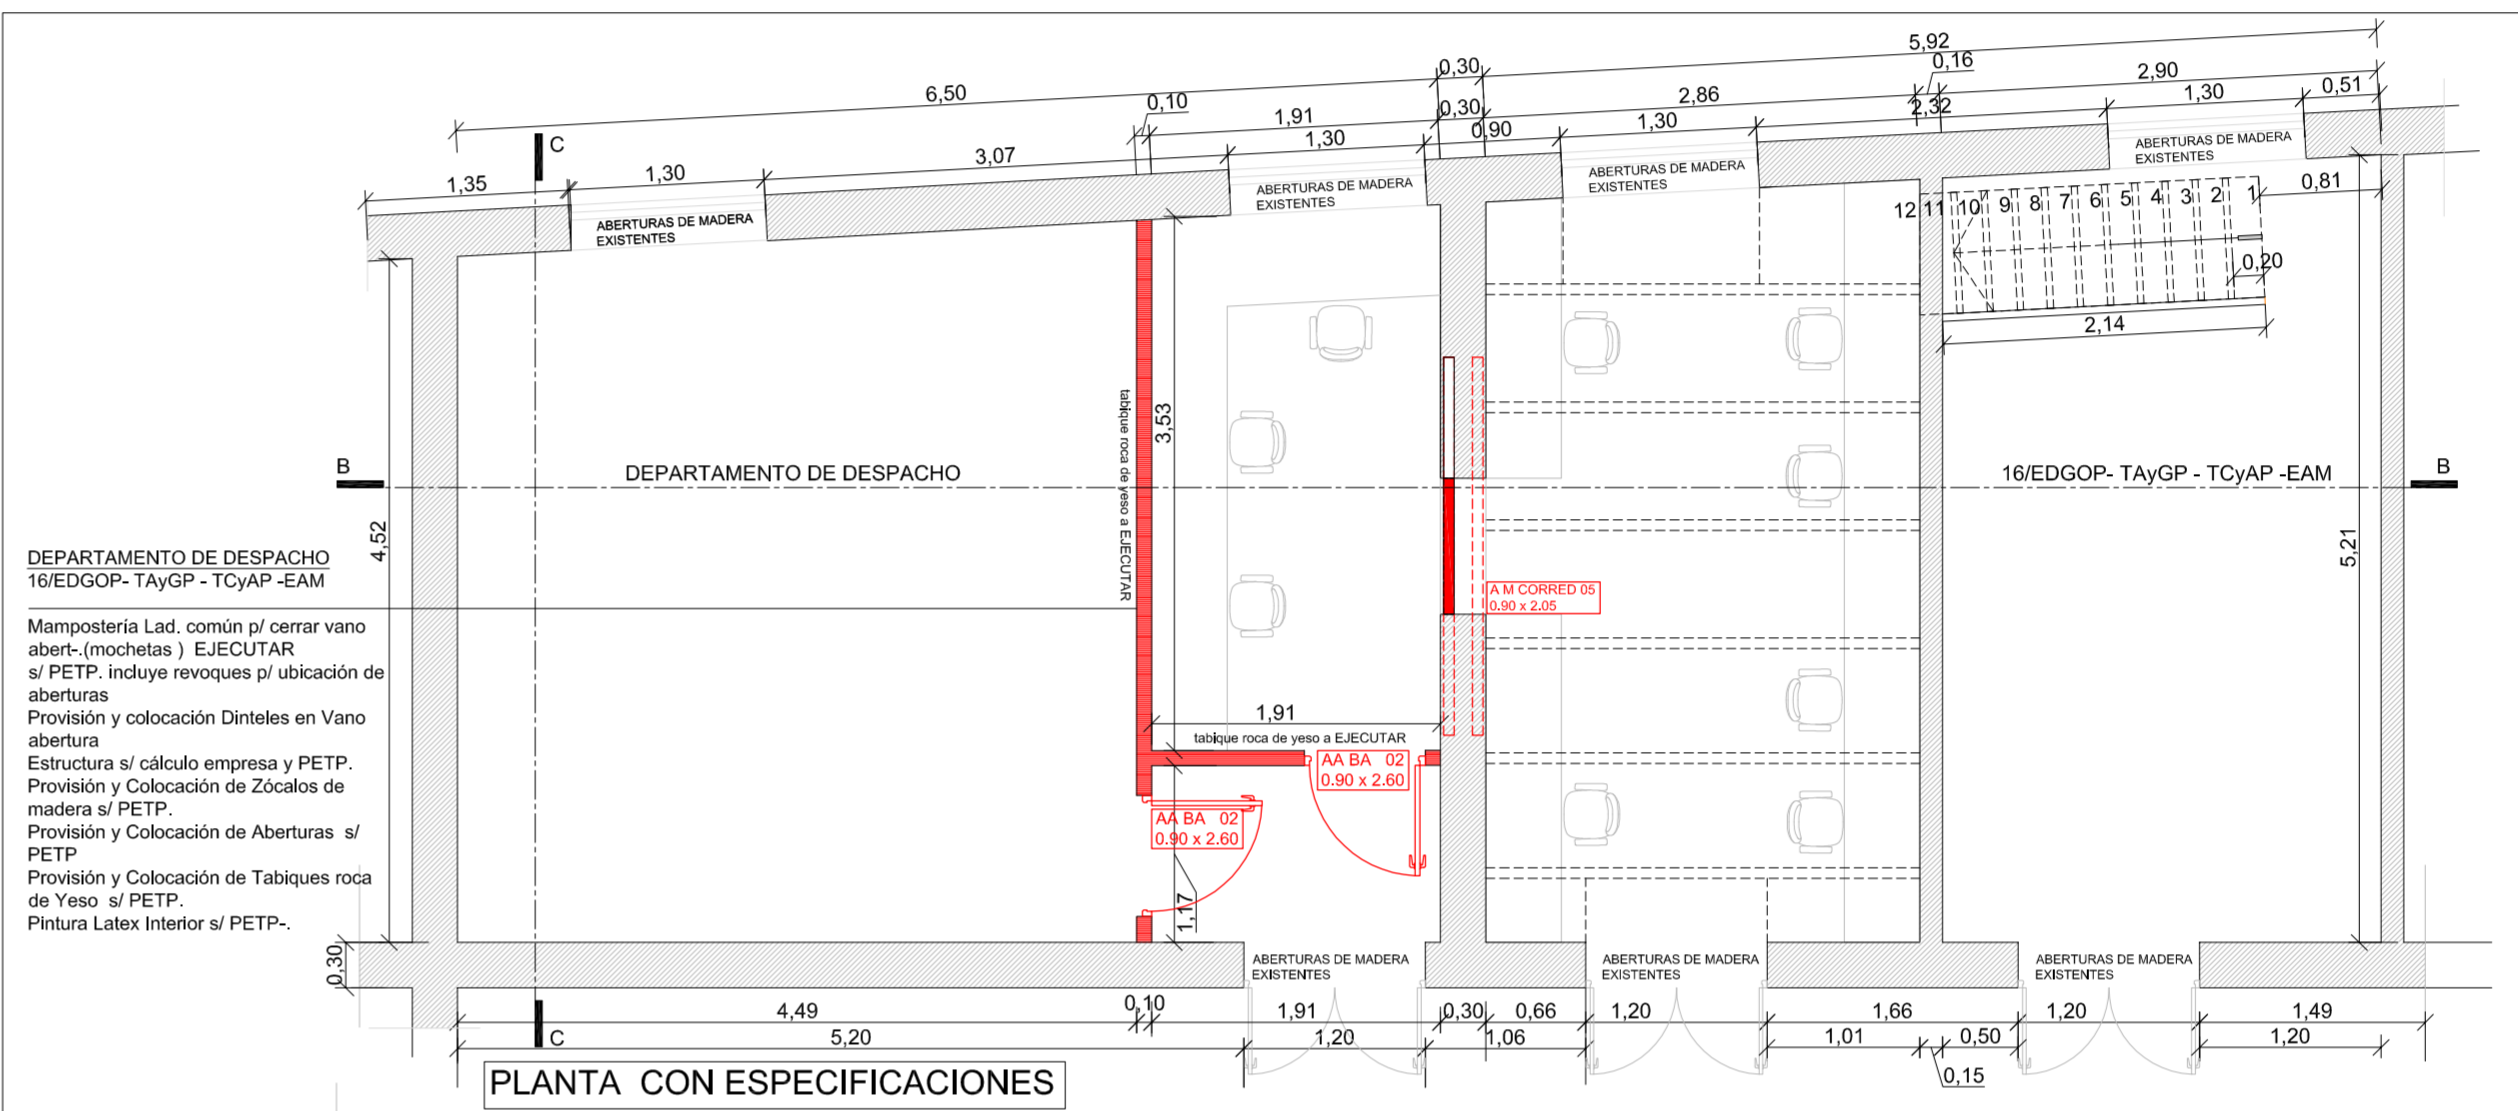 5,92
0,30
0,16
6,50
2,90
0,10
0,30
2,86
2,32
1,30
0,51
1,91
0,90
1,30
1,30
C
3,07
1,30
1,35
ABERTURAS DE MADERA
EXISTENTES
ABERTURAS DE MADERA
EXISTENTES
ABERTURAS DE MADERA
EXISTENTES
ABERTURAS DE MADERA
EXISTENTES
12 11 10 9 8 7 6 5 4 3 2 1
0,81
0,20
2,14
tabique roca de yeso a EJECUTAR
3,53
B
DEPARTAMENTO DE DESPACHO
16/EDGOP- TAyGP - TCyAP -EAM
B
4,52
5,21
DEPARTAMENTO DE DESPACHO
16/EDGOP- TAyGP - TCyAP -EAM
Mampostería Lad. común p/ cerrar vano
abert-.(mochetas ) EJECUTAR
s/ PETP. incluye revoques p/ ubicación de
aberturas
Provisión y colocación Dinteles en Vano
abertura
Estructura s/ cálculo empresa y PETP.
Provisión y Colocación de Zócalos de
madera s/ PETP.
Provisión y Colocación de Aberturas s/
PETP
Provisión y Colocación de Tabiques roca
de Yeso s/ PETP.
Pintura Latex Interior s/ PETP-.
A M CORRED 05
0.90 x 2.05
1,91
tabique roca de yeso a EJECUTAR
AA BA 02
0.90 x 2.60
AA BA 02
0.90 x 2.60
1,17
0,30
ABERTURAS DE MADERA
EXISTENTES
ABERTURAS DE MADERA
EXISTENTES
ABERTURAS DE MADERA
EXISTENTES
4,49
0,10
1,91
0,30
0,66
1,20
1,66
1,20
1,49
C
5,20
1,20
1,06
1,01
0,50
1,20
0,15
PLANTA CON ESPECIFICACIONES